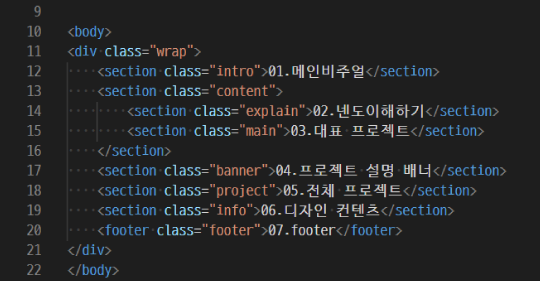 9
10 <body>
11 <div class="wrap">
12 <section class="intro">01.메인비주얼</section>
13 <section class="content">
14 <section class="explain">02.넨도이해하기</section>
15 <section class="main">03.대표 프로젝트</section>
16 </section>
17 <section class="banner">04.프로젝트 설명 배너</section>
18 <section class="project">05.전체 프로젝트</section>
19 <section class="info">06.디자인 컨텐츠</section>
20 <footer class="footer">07.footer</footer>
21 </div>
22 </body>